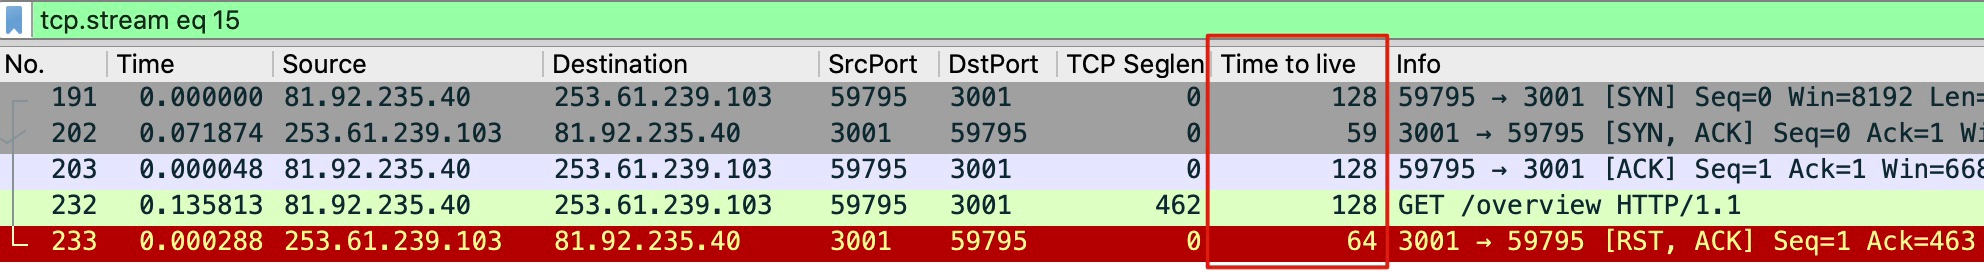 tcp.stream eq 15
No. Time Source Destination SrcPort DstPort TCP Seglen Time to live Info
191 0.000000 81.92.235.40 253.61.239.103 59795 3001 0 128 59795 → 3001 [SYN] Seq=0 Win=8192 Len=
202 0.071874 253.61.239.103 81.92.235.40 3001 59795 0 59 3001 → 59795 [SYN, ACK] Seq=0 Ack=1 Wi
203 0.000048 81.92.235.40 253.61.239.103 59795 3001 0 128 59795 → 3001 [ACK] Seq=1 Ack=1 Win=668
232 0.135813 81.92.235.40 253.61.239.103 59795 3001 462 128 GET /overview HTTP/1.1
233 0.000288 253.61.239.103 81.92.235.40 3001 59795 0 64 3001 → 59795 [RST, ACK] Seq=1 Ack=463